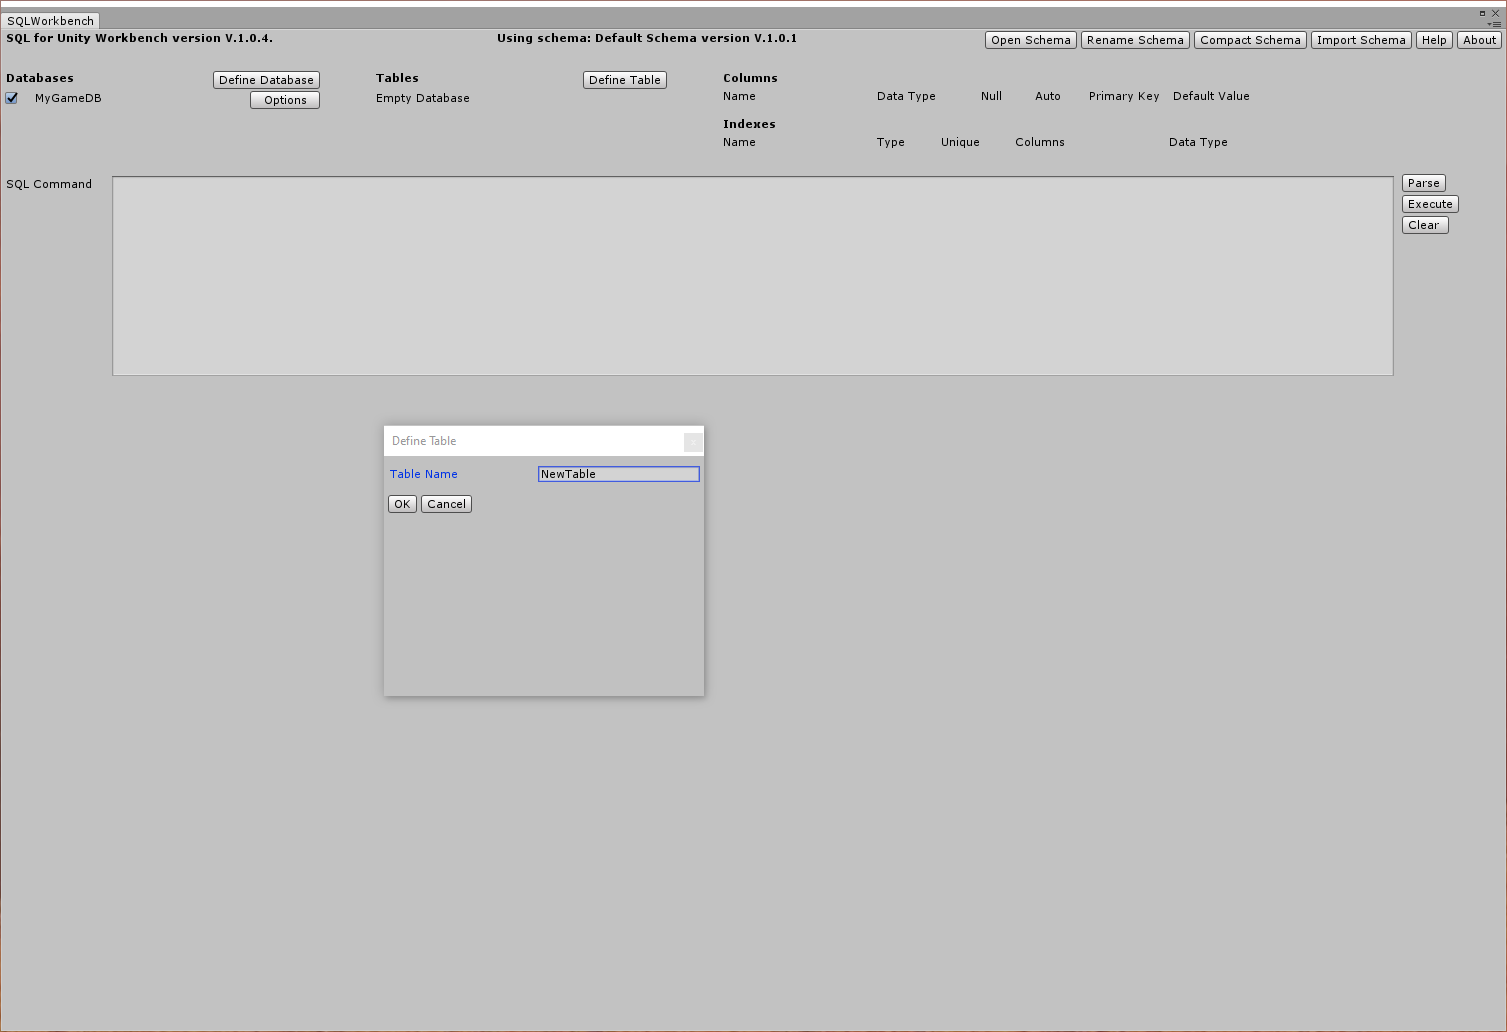 SQLWorkbench
SQL for Unity Workbench version V.1.0.4. Using schema: Default Schema version V.1.0.1 Open Schema Rename Schema Compact Schema Import Schema Help About
Databases Define Database Tables Define Table Columns
MyGameDB Options Empty Database Name Data Type Null Auto Primary Key Default Value
Indexes
Name Type Unique Columns Data Type
SQL Command Parse
Execute
Clear
Define Table x
Table Name NewTable
OK Cancel